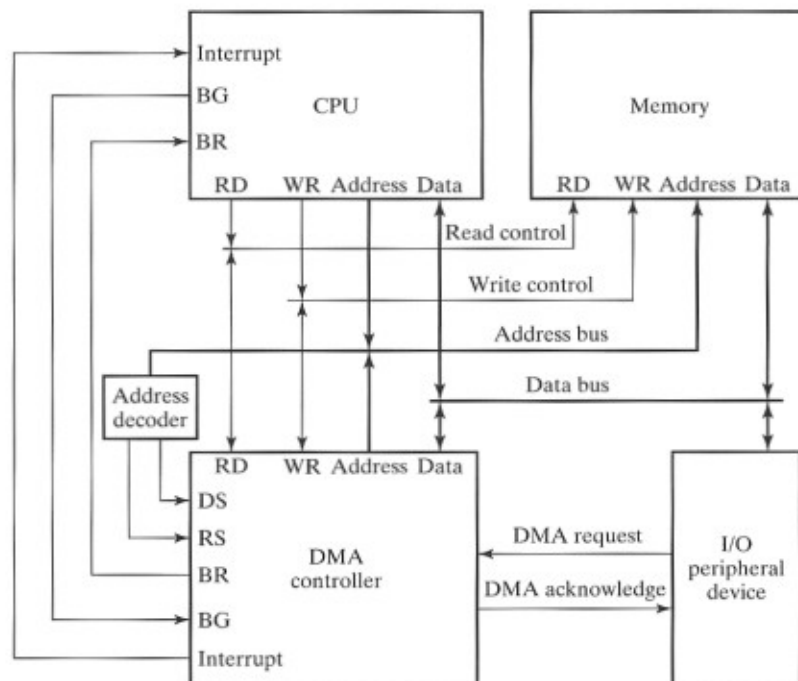 Interrupt
BG
CPU
BR
RD WR Address Data
Memory
RD WR Address Data
Read control
Write control
Address bus
Data bus
Address
decoder
RD WR Address Data
DS
RS
BR
BG
Interrupt
DMA
controller
DMA request
DMA acknowledge
I/O
peripheral
device